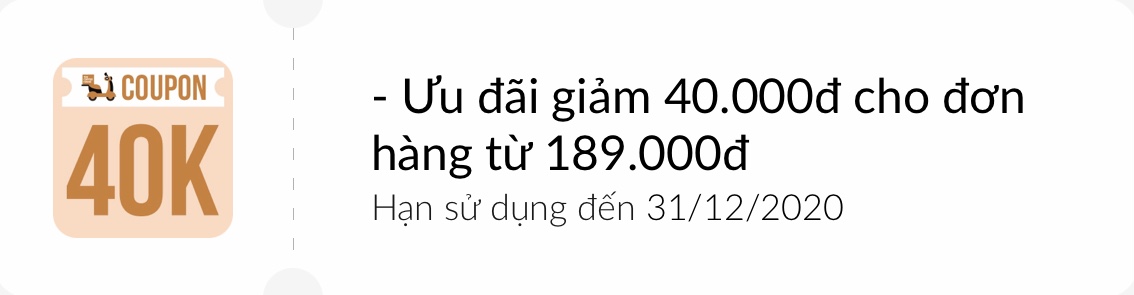 COUPON
40K
- Ưu đãi giảm 40.000đ cho đơn
hàng từ 189.000đ
Hạn sử dụng đến 31/12/2020